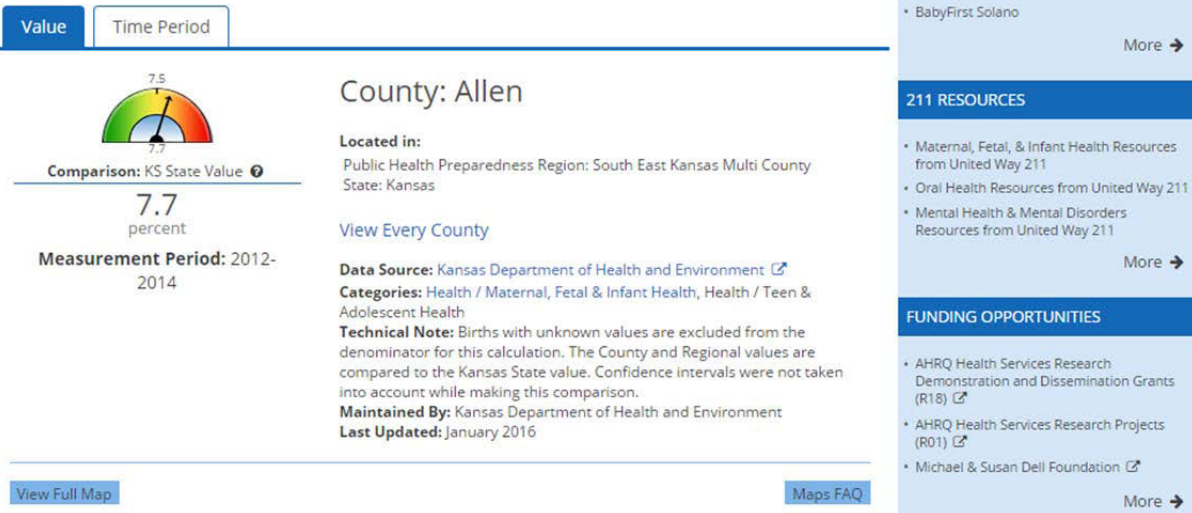 Value
Time Period
7.5
7.7
Comparison: KS State Value
7.7
percent
Measurement Period: 2012-
2014
County: Allen
Located in:
Public Health Preparedness Region: South East Kansas Multi County
State: Kansas
View Every County
Data Source: Kansas Department of Health and Environment
Categories: Health / Maternal, Fetal & Infant Health, Health / Teen &
Adolescent Health
Technical Note: Births with unknown values are excluded from the
denominator for this calculation. The County and Regional values are
compared to the Kansas State value. Confidence intervals were not taken
into account while making this comparison.
Maintained By: Kansas Department of Health and Environment
Last Updated: January 2016
View Full Map
Maps FAQ
• BabyFirst Solano
More →
211 RESOURCES
• Maternal, Fetal, & Infant Health Resources
from United Way 211
• Oral Health Resources from United Way 211
• Mental Health & Mental Disorders
Resources from United Way 211
More →
FUNDING OPPORTUNITIES
• AHRQ Health Services Research
Demonstration and Dissemination Grants
(R18)
• AHRQ Health Services Research Projects
(R01)
• Michael & Susan Dell Foundation
More →